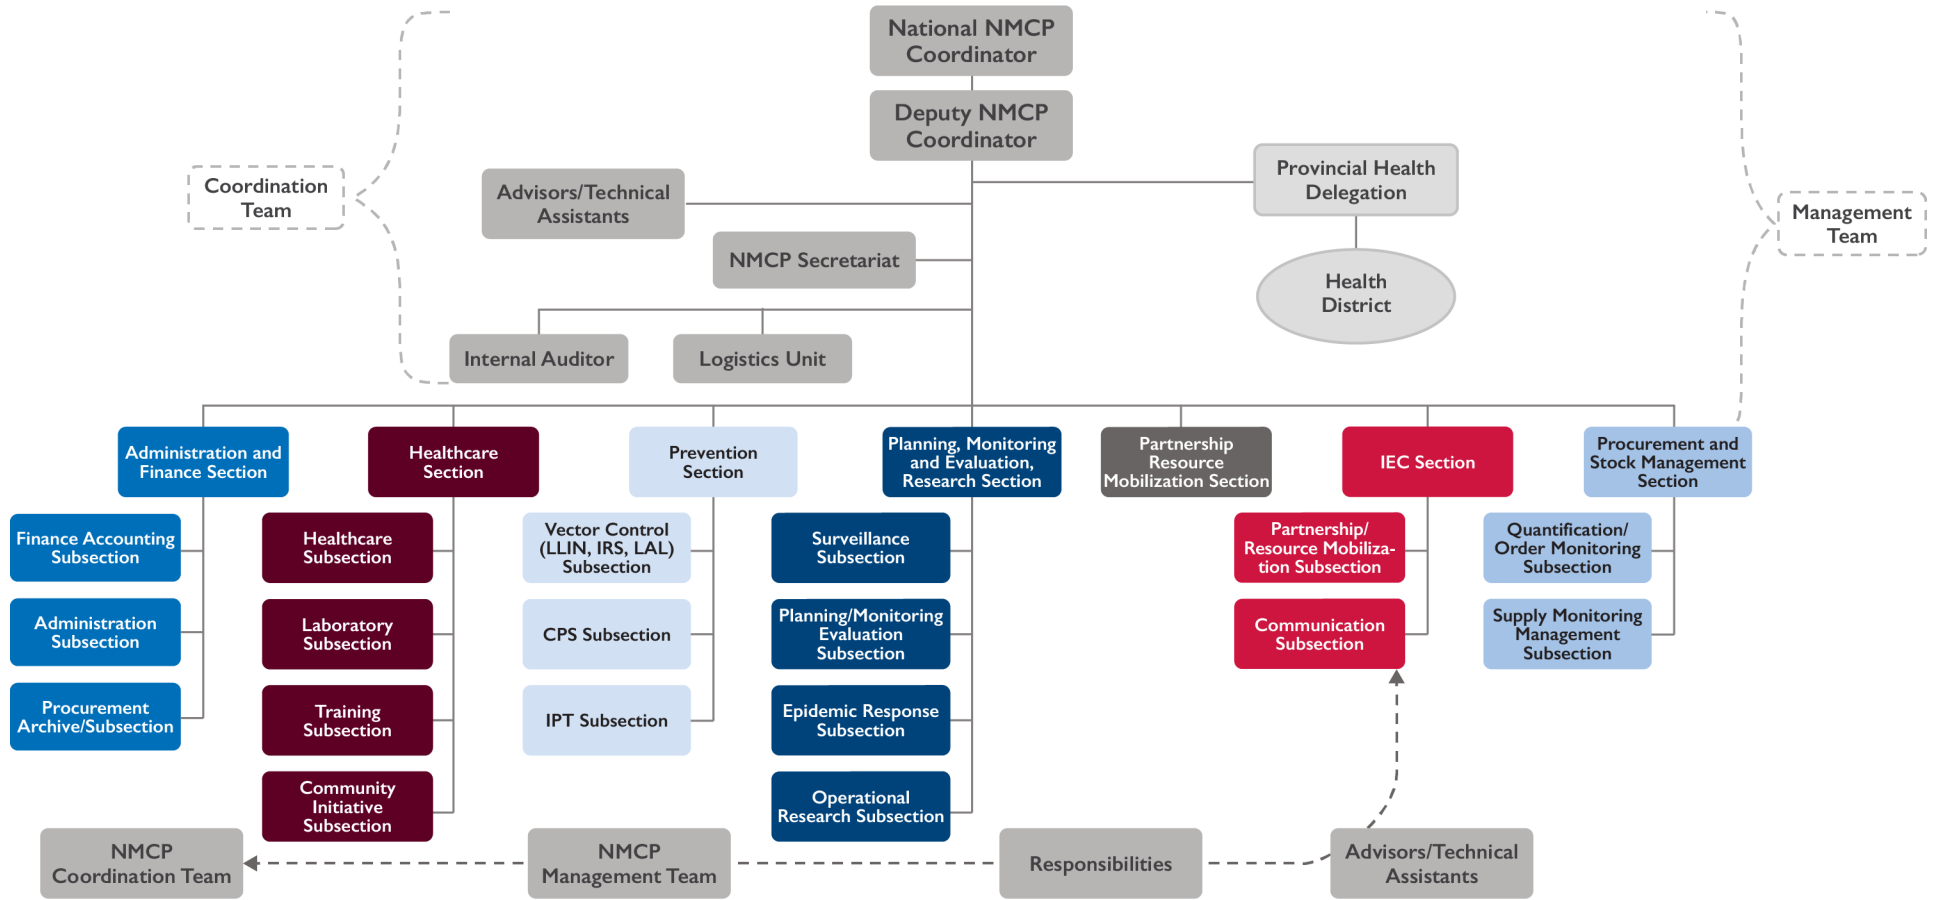 National NMCP
Coordinator
Deputy NMCP
Coordinator
Coordination
Team
Advisors/Technical
Assistants
Provincial Health
Delegation
Management
Team
NMCP Secretariat
Health
District
Internal Auditor
Logistics Unit
Administration and
Finance Section
Healthcare
Section
Prevention
Section
Planning, Monitoring
and Evaluation,
Research Section
Partnership
Resource
Mobilization Section
IEC Section
Procurement and
Stock Management
Section
Finance Accounting
Subsection
Administration
Subsection
Procurement
Archive/Subsection
Healthcare
Subsection
Laboratory
Subsection
Training
Subsection
Community
Initiative
Subsection
Vector Control
(LLIN, IRS, LAL)
Subsection
CPS Subsection
IPT Subsection
Surveillance
Subsection
Planning/Monitoring
Evaluation
Subsection
Epidemic Response
Subsection
Operational
Research Subsection
Partnership/
Resource Mobiliza-
tion Subsection
Communication
Subsection
Quantification/
Order Monitoring
Subsection
Supply Monitoring
Management
Subsection
NMCP
Coordination Team
NMCP
Management Team
Responsibilities
Advisors/Technical
Assistants